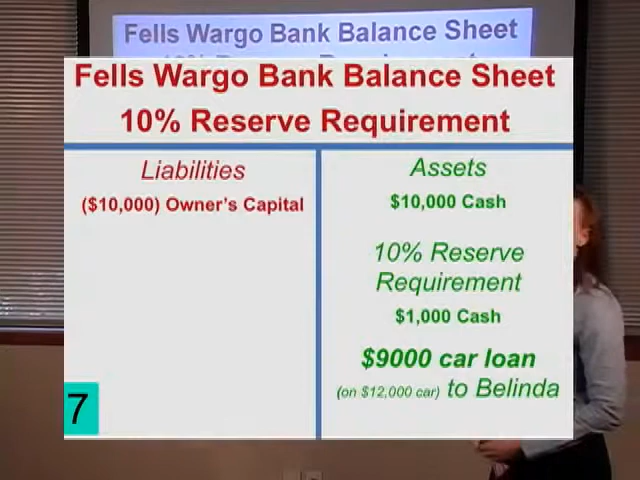 Fells Wargo Bank Balance Sheet
Fells Wargo Bank Balance Sheet
10% Reserve Requirement
Liabilities
($10,000) Owner's Capital
Assets
$10,000 Cash
10% Reserve
Requirement
$1,000 Cash
$9000 car loan
(on $12,000 car) to Belinda
7